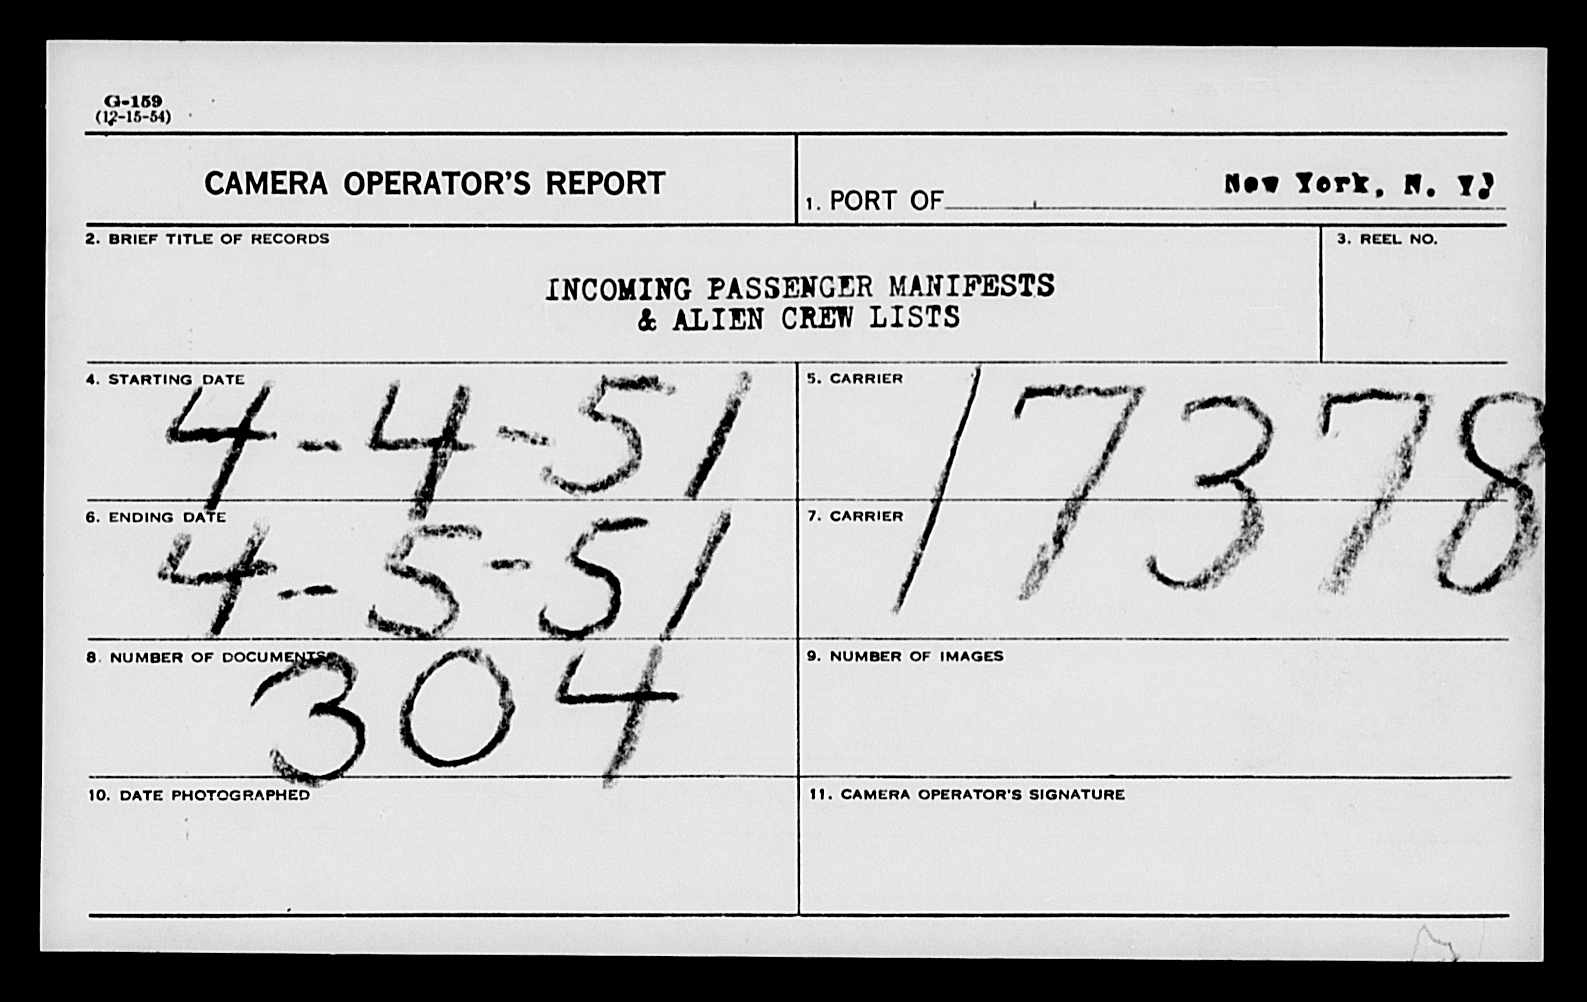 G-159
(12-15-54)
CAMERA OPERATOR'S REPORT
1. PORT OF New York, N. Y.
2. BRIEF TITLE OF RECORDS
INCOMING PASSENGER MANIFESTS
& ALIEN CREW LISTS
3. REEL NO.
4. STARTING DATE
4-4-51
5. CARRIER
17378
6. ENDING DATE
4-5-51
7. CARRIER
8. NUMBER OF DOCUMENTS
304
9. NUMBER OF IMAGES
10. DATE PHOTOGRAPHED
11. CAMERA OPERATOR'S SIGNATURE